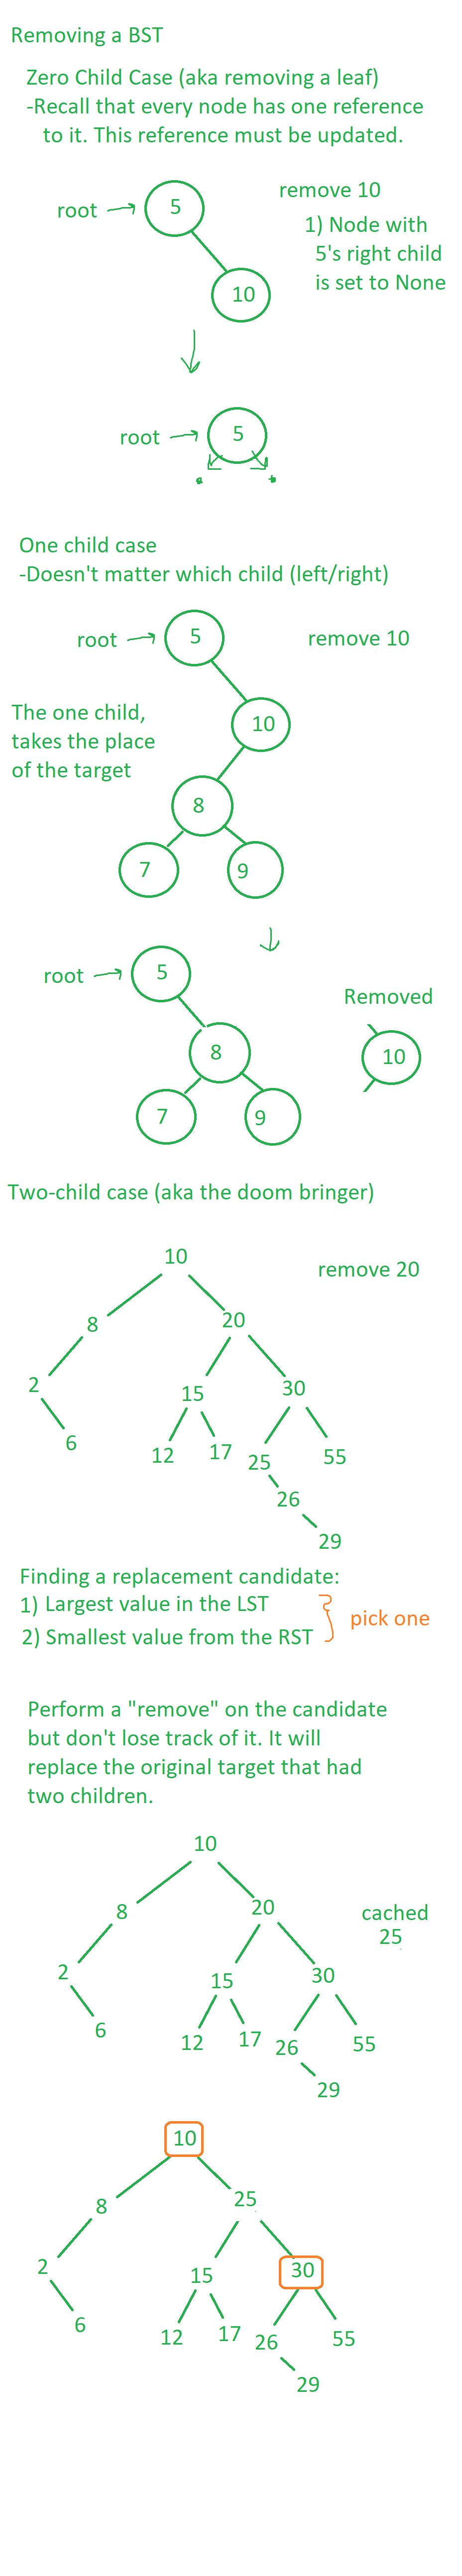 Removing a BST
Zero Child Case (aka removing a leaf)
-Recall that every node has one reference
to it. This reference must be updated.
root
5
remove 10
1) Node with
5's right child
is set to None
10
root
5
One child case
-Doesn't matter which child (left/right)
root
5
remove 10
The one child,
takes the place
of the target
10
8
7
9
root
5
Removed
8
10
7
9
Two-child case (aka the doom bringer)
10
remove 20
8
20
2
15
30
6
12
17
25
55
26
29
Finding a replacement candidate:
1) Largest value in the LST
2) Smallest value from the RST
pick one
Perform a "remove" on the candidate
but don't lose track of it. It will
replace the original target that had
two children.
10
8
20
cached
25
2
15
30
6
12
17
26
55
29
10
8
25
2
15
30
6
12
17
26
55
29